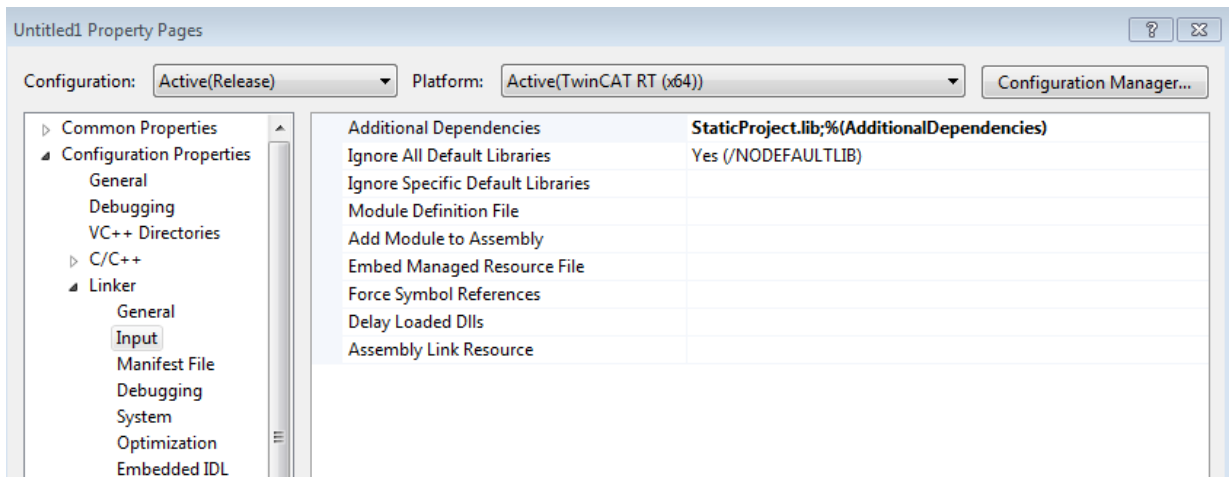 Untitled1 Property Pages
Configuration: Active(Release) Platform: Active(TwinCAT RT (x64)) Configuration Manager...
Common Properties
Configuration Properties
General
Debugging
VC++ Directories
C/C++
Linker
General
Input
Manifest File
Debugging
System
Optimization
Embedded IDL
Additional Dependencies StaticProject.lib;%(AdditionalDependencies)
Ignore All Default Libraries Yes (/NODEFAULTLIB)
Ignore Specific Default Libraries
Module Definition File
Add Module to Assembly
Embed Managed Resource File
Force Symbol References
Delay Loaded Dlls
Assembly Link Resource